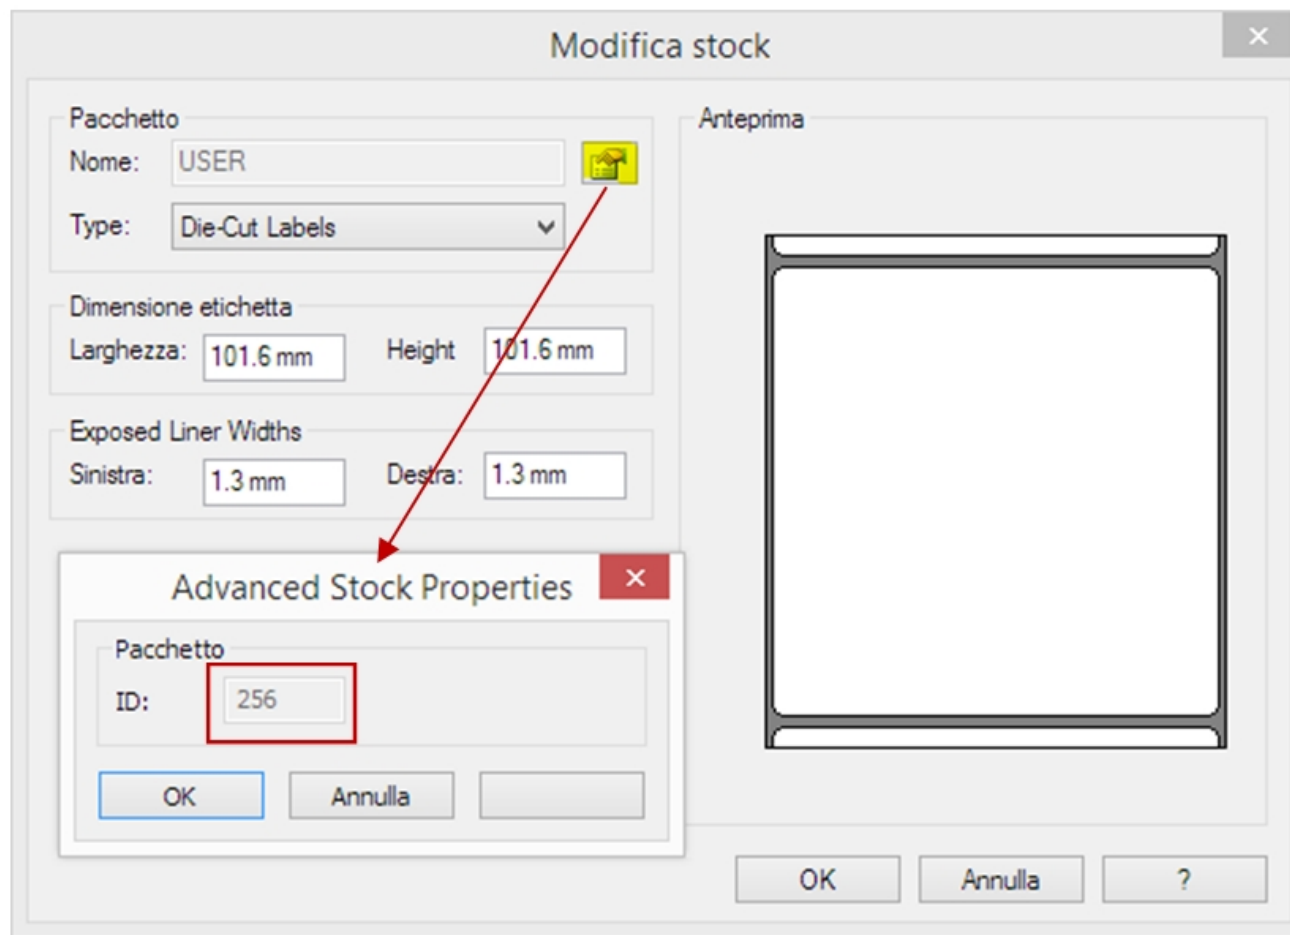 Modifica stock
Pacchetto
Nome: USER
Type: Die-Cut Labels
Dimensione etichetta
Larghezza: 101.6 mm Height 101.6 mm
Exposed Liner Widths
Sinistra: 1.3 mm Destra: 1.3 mm
Anteprima
Advanced Stock Properties
Pacchetto
ID: 256
OK Annulla
OK Annulla ?